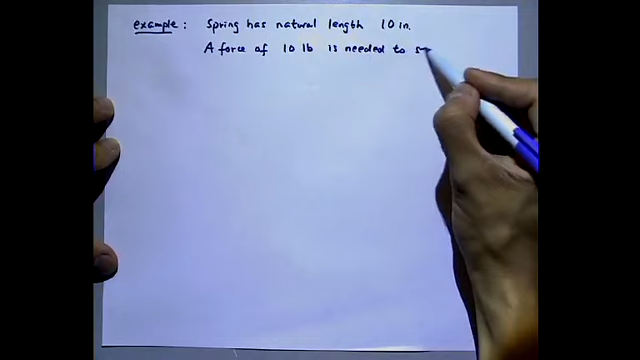 example : Spring has natural length 10 in.
A force of 10 lb is needed to